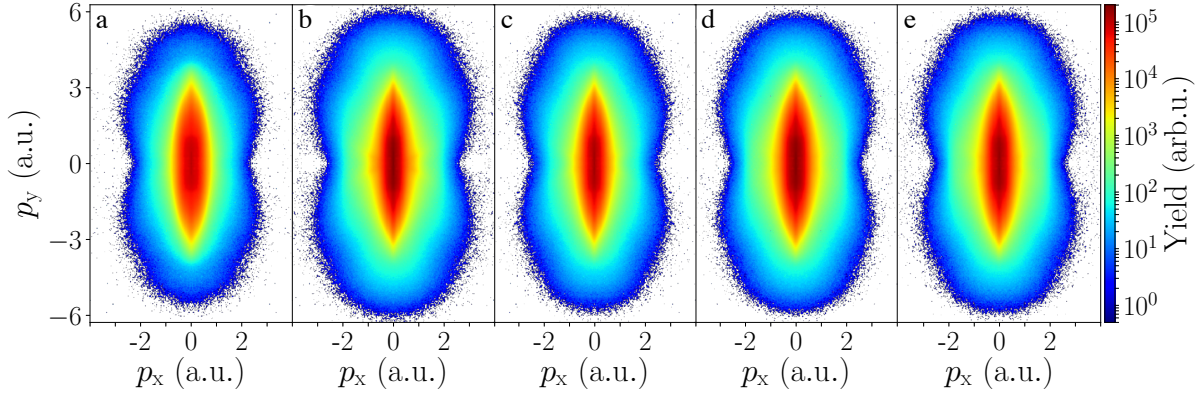 a b c d e
6
3
0
−3
−6
p_y (a.u.)
-2 0 2 -2 0 2 -2 0 2 -2 0 2 -2 0 2
p_x (a.u.) p_x (a.u.) p_x (a.u.) p_x (a.u.) p_x (a.u.)
10^5
10^4
10^3
10^2
10^1
10^0
Yield (arb.u.)